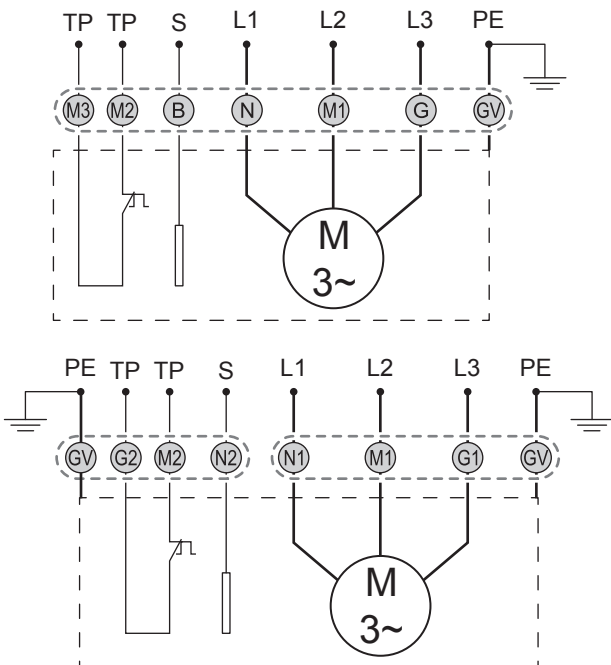 TP TP S L1 L2 L3 PE
M3 M2 B N M1 G GV
M
3~
PE TP TP S L1 L2 L3 PE
GV G2 M2 N2 N1 M1 G1 GV
M
3~